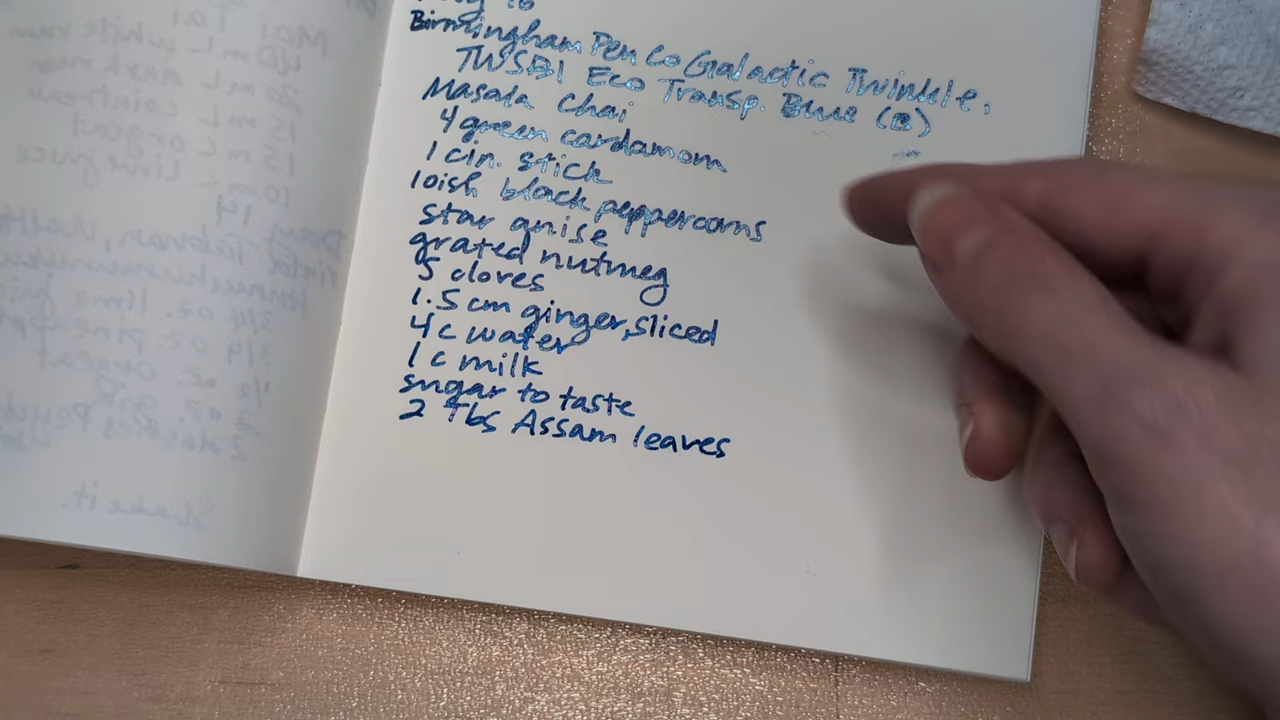 Day 16
Birmingham Pen Co Galactic Twinkle,
TWSBI Eco Transp. Blue (B)
Masala Chai
4 green cardamom
1 cin. stick
10ish black peppercorns
star anise
grated nutmeg
5 cloves
1.5 cm ginger, sliced
4 c water
1 c milk
sugar to taste
2 Tbs Assam leaves